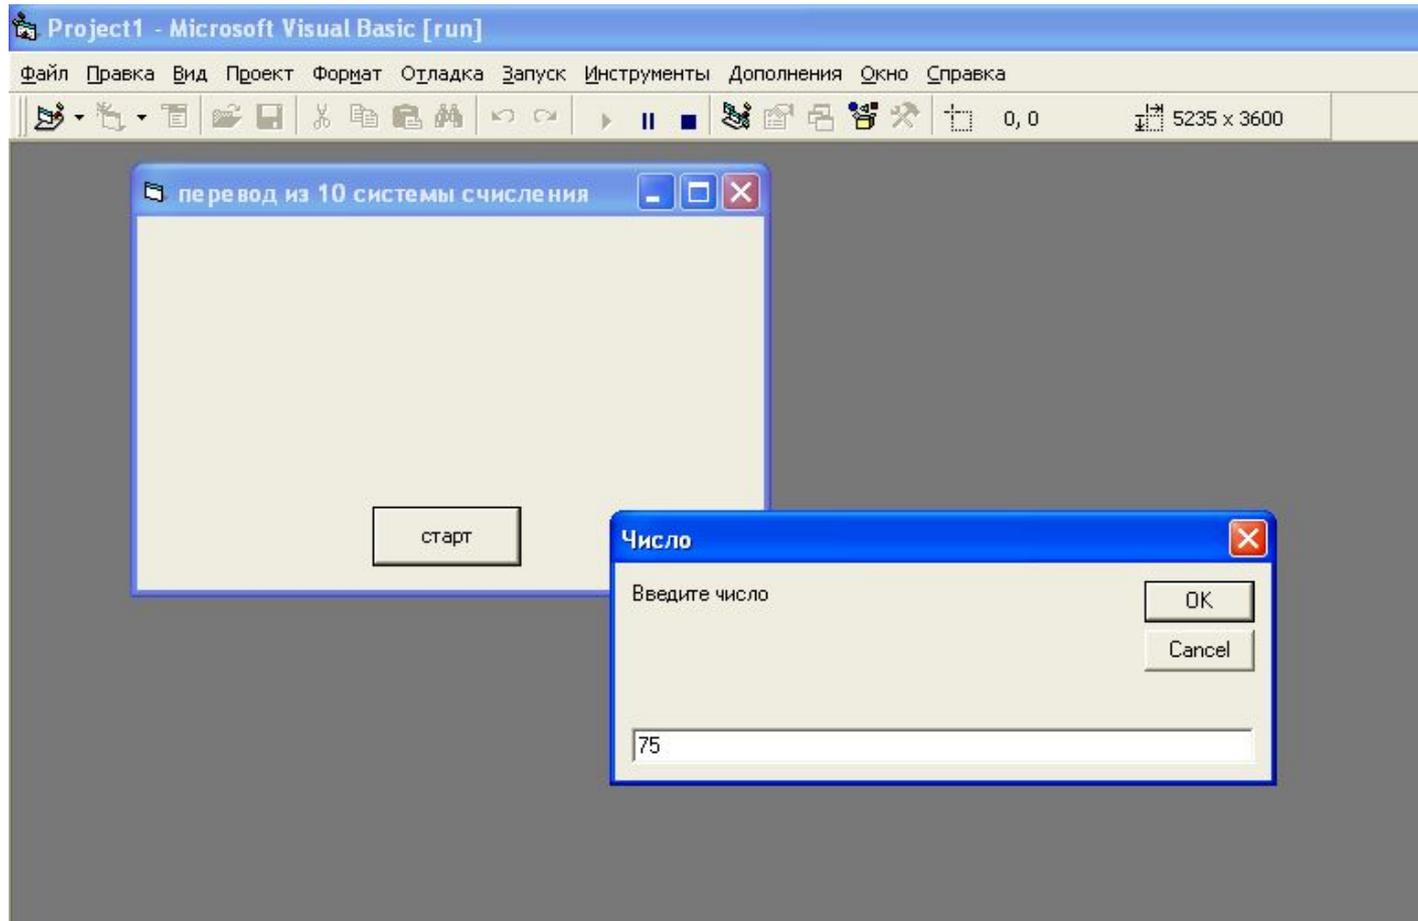 Project1 - Microsoft Visual Basic [run]
Файл Правка Вид Проект Формат Отладка Запуск Инструменты Дополнения Окно Справка
0, 0 5235 x 3600
перевод из 10 системы счисления
старт
Число
Введите число
OK
Cancel
75